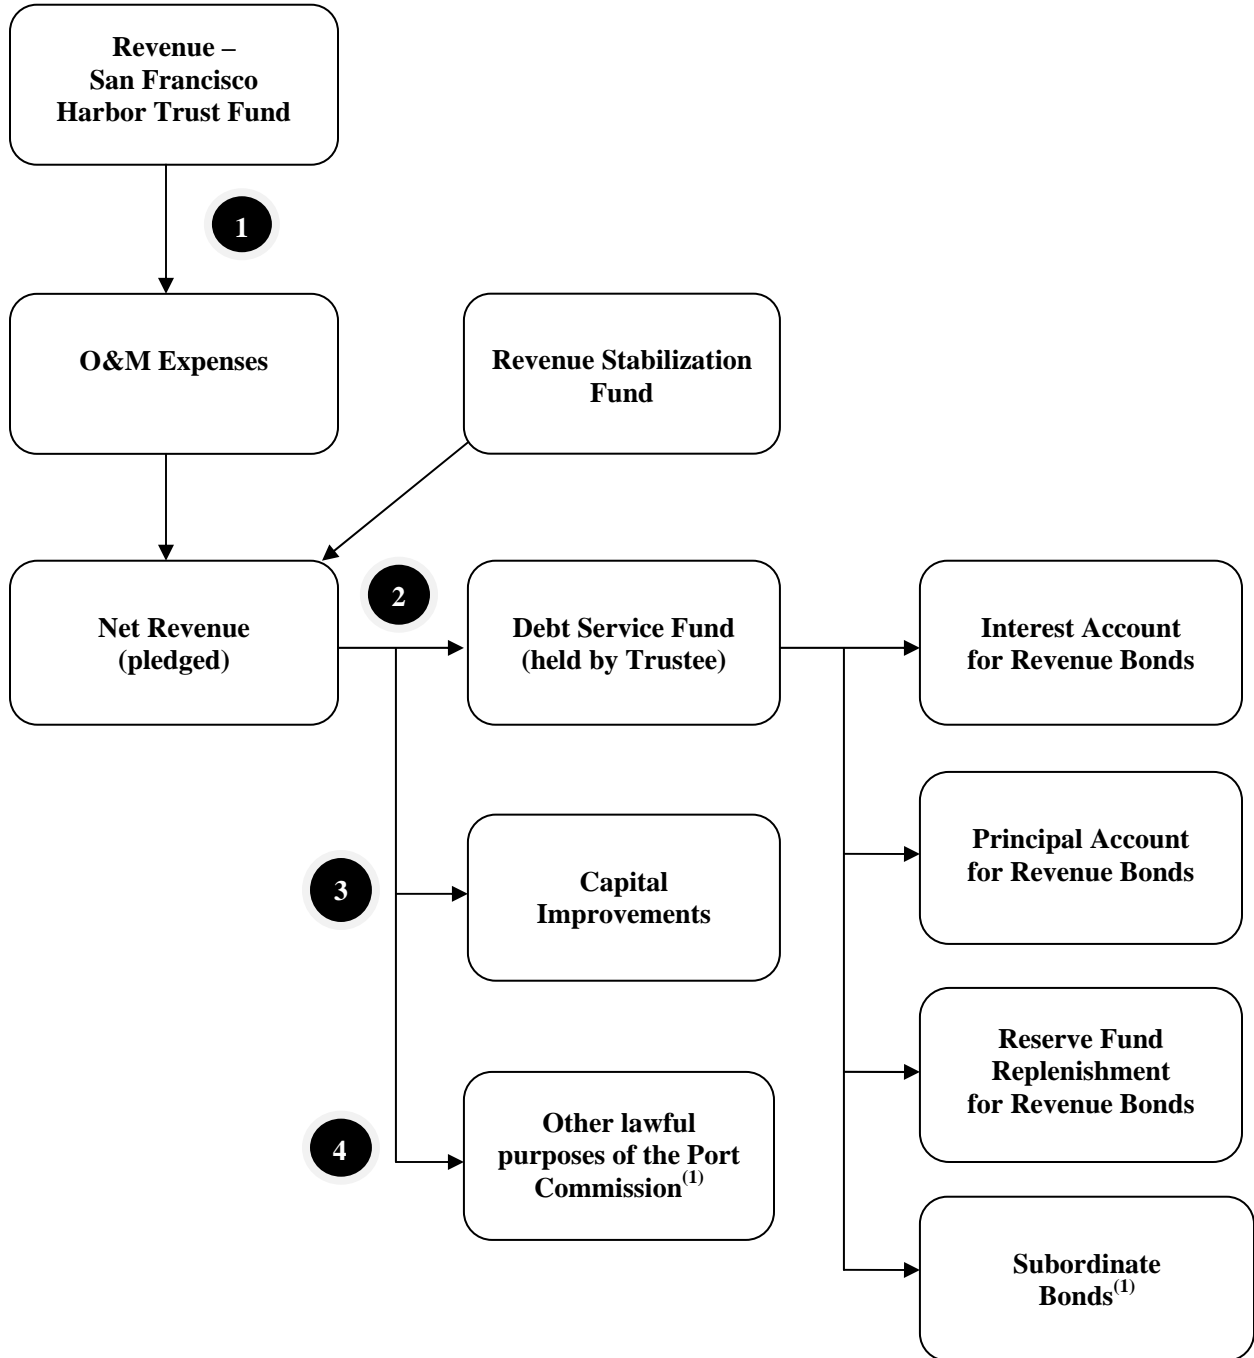 Revenue –
San Francisco
Harbor Trust Fund
1
O&M Expenses
Revenue Stabilization
Fund
Net Revenue
(pledged)
2
Debt Service Fund
(held by Trustee)
Interest Account
for Revenue Bonds
Principal Account
for Revenue Bonds
3
Capital
Improvements
Reserve Fund
Replenishment
for Revenue Bonds
4
Other lawful
purposes of the Port
Commission(1)
Subordinate
Bonds(1)